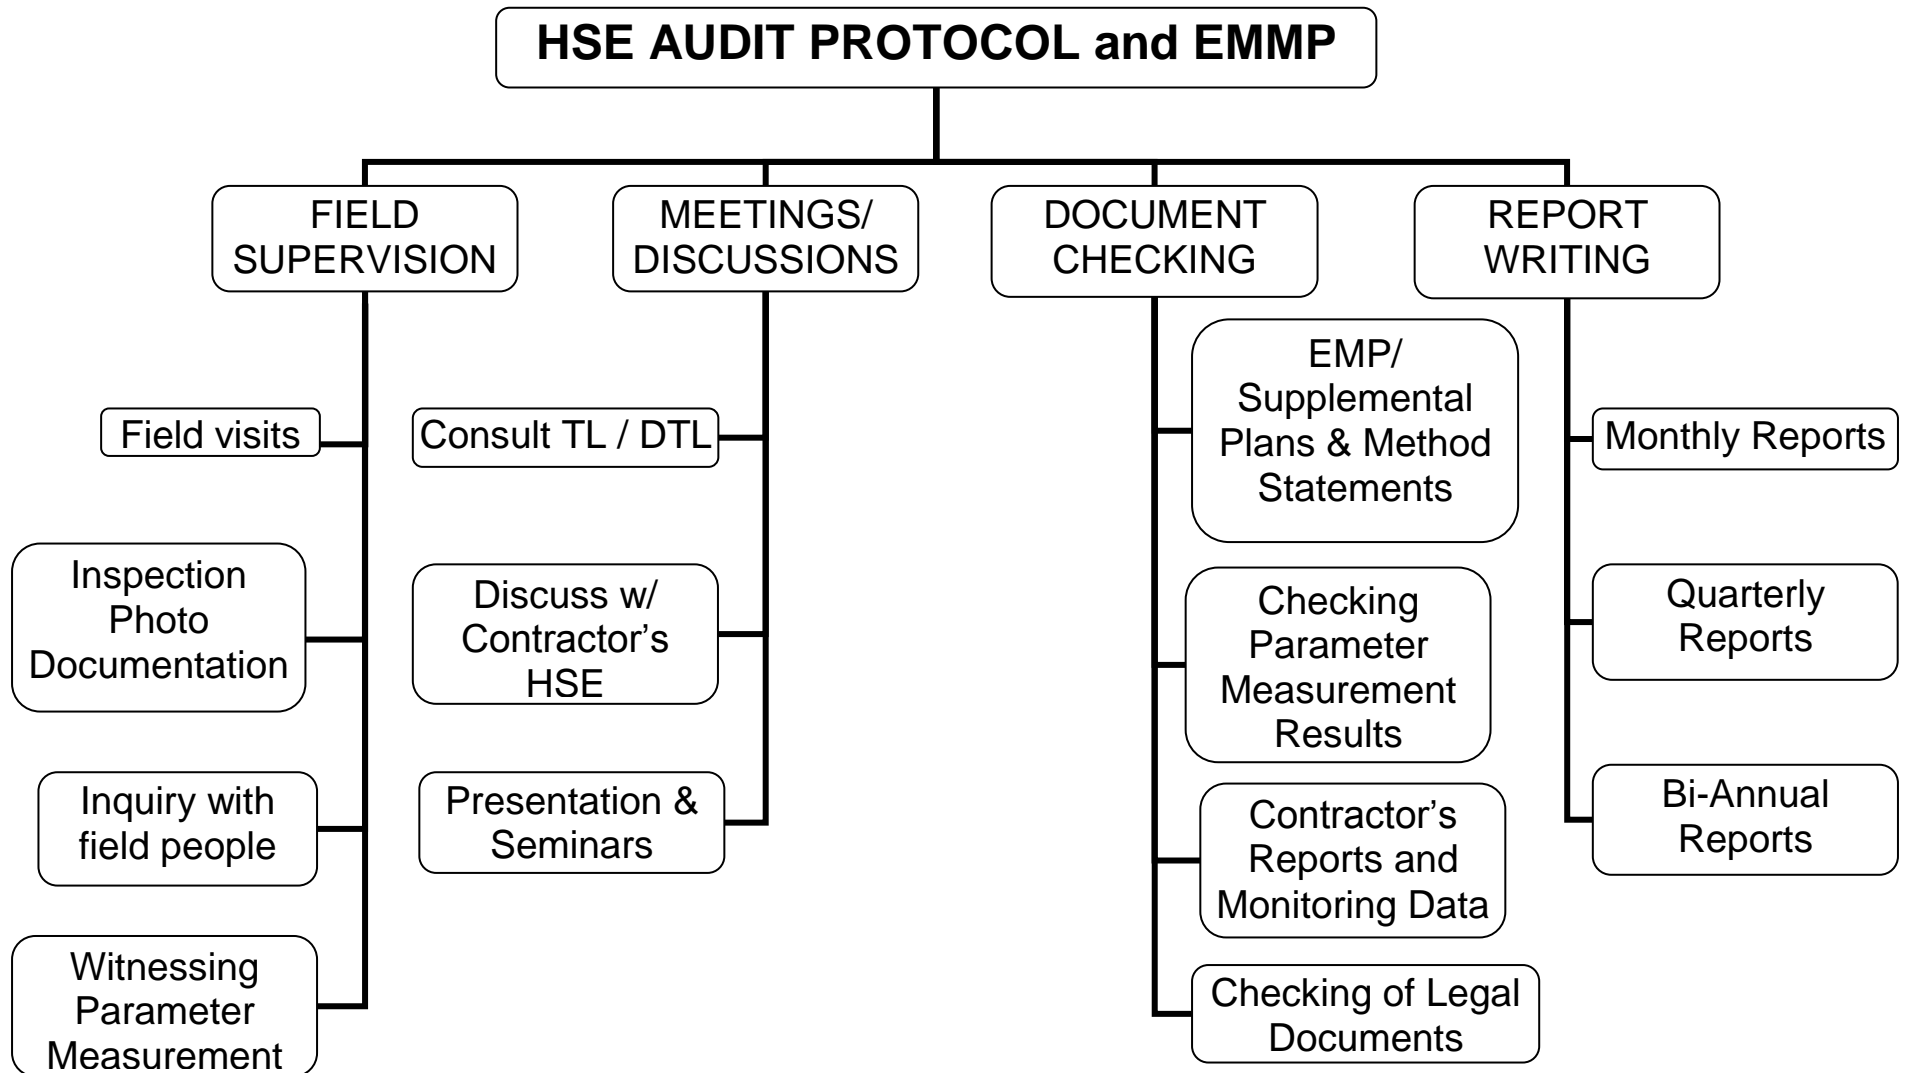 HSE AUDIT PROTOCOL and EMMP
FIELD
SUPERVISION
MEETINGS/
DISCUSSIONS
DOCUMENT
CHECKING
REPORT
WRITING
Field visits
Inspection
Photo
Documentation
Inquiry with
field people
Witnessing
Parameter
Measurement
Consult TL / DTL
Discuss w/
Contractor’s
HSE
Presentation &
Seminars
EMP/
Supplemental
Plans & Method
Statements
Checking
Parameter
Measurement
Results
Contractor’s
Reports and
Monitoring Data
Checking of Legal
Documents
Monthly Reports
Quarterly
Reports
Bi-Annual
Reports